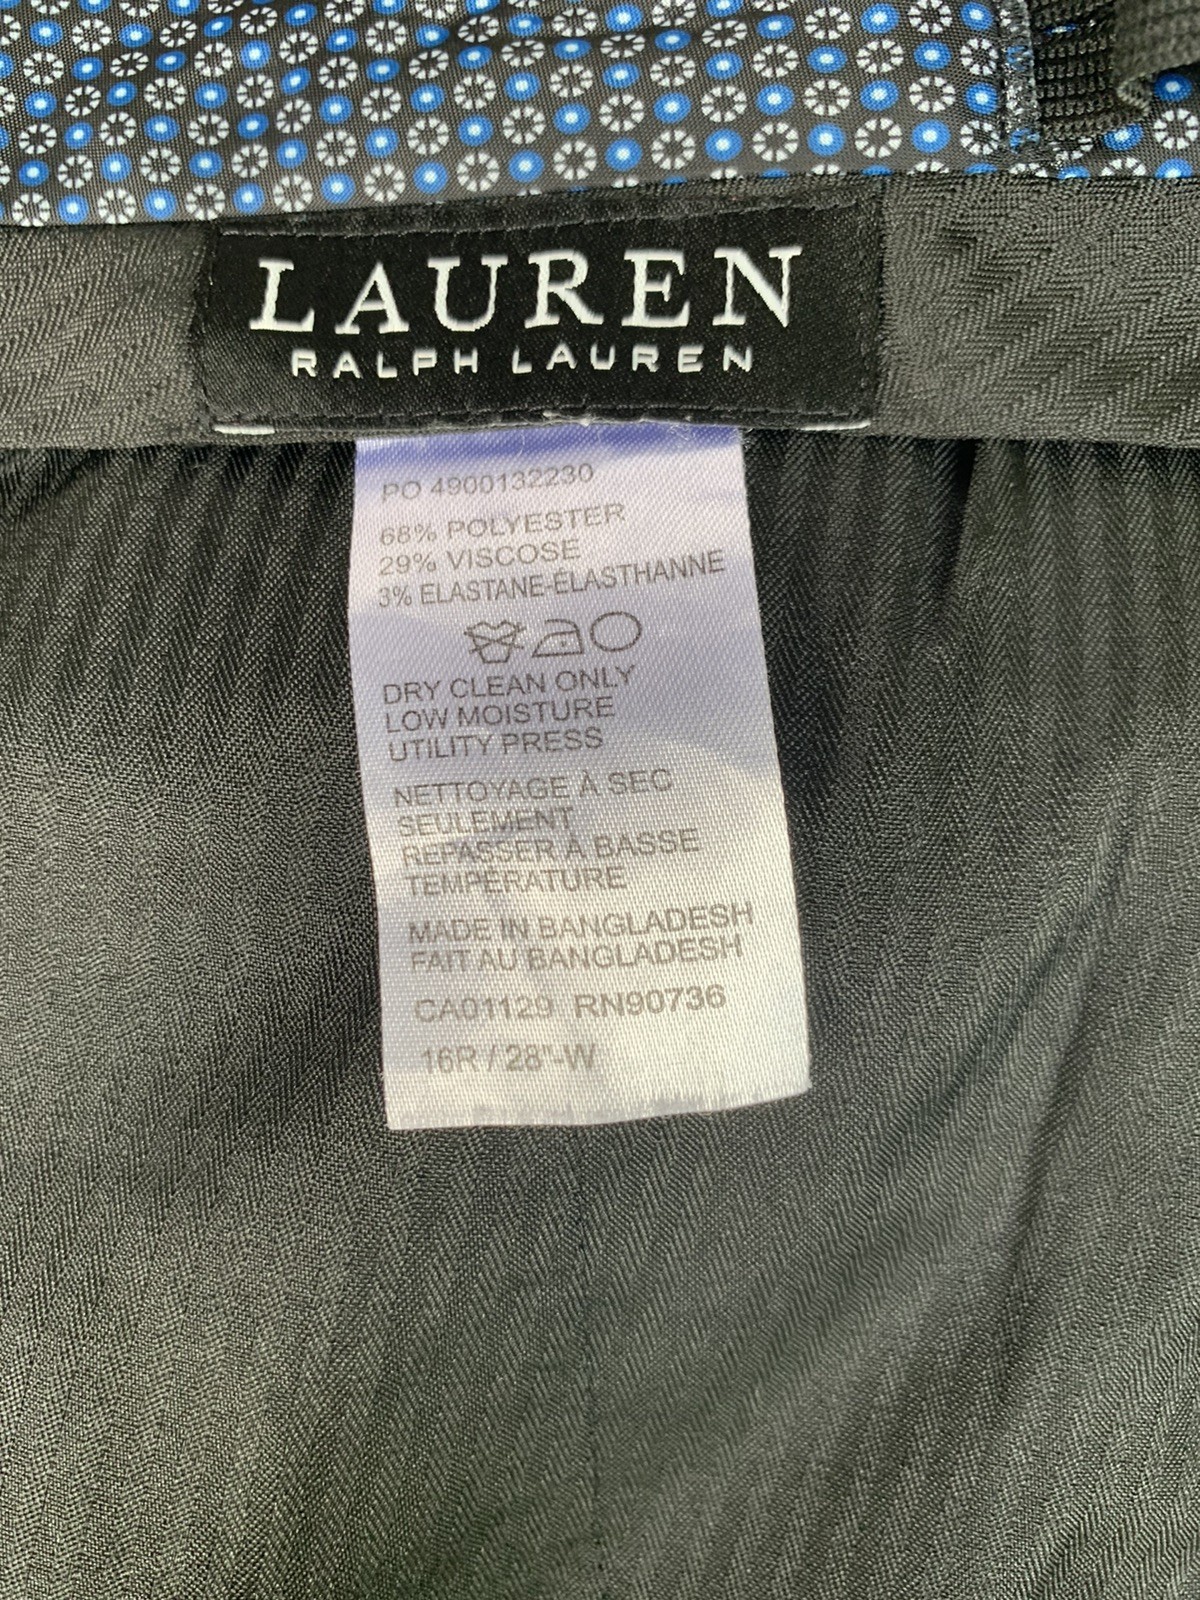 LAUREN
RALPH LAUREN
PO 4900132230
68% POLYESTER
29% VISCOSE
3% ELASTANE-ÉLASTHANNE
DRY CLEAN ONLY
LOW MOISTURE
UTILITY PRESS
NETTOYAGE À SEC
SEULEMENT
REPASSER À BASSE
TEMPÉRATURE
MADE IN BANGLADESH
FAIT AU BANGLADESH
CA01129 RN90736
16R / 28"-W